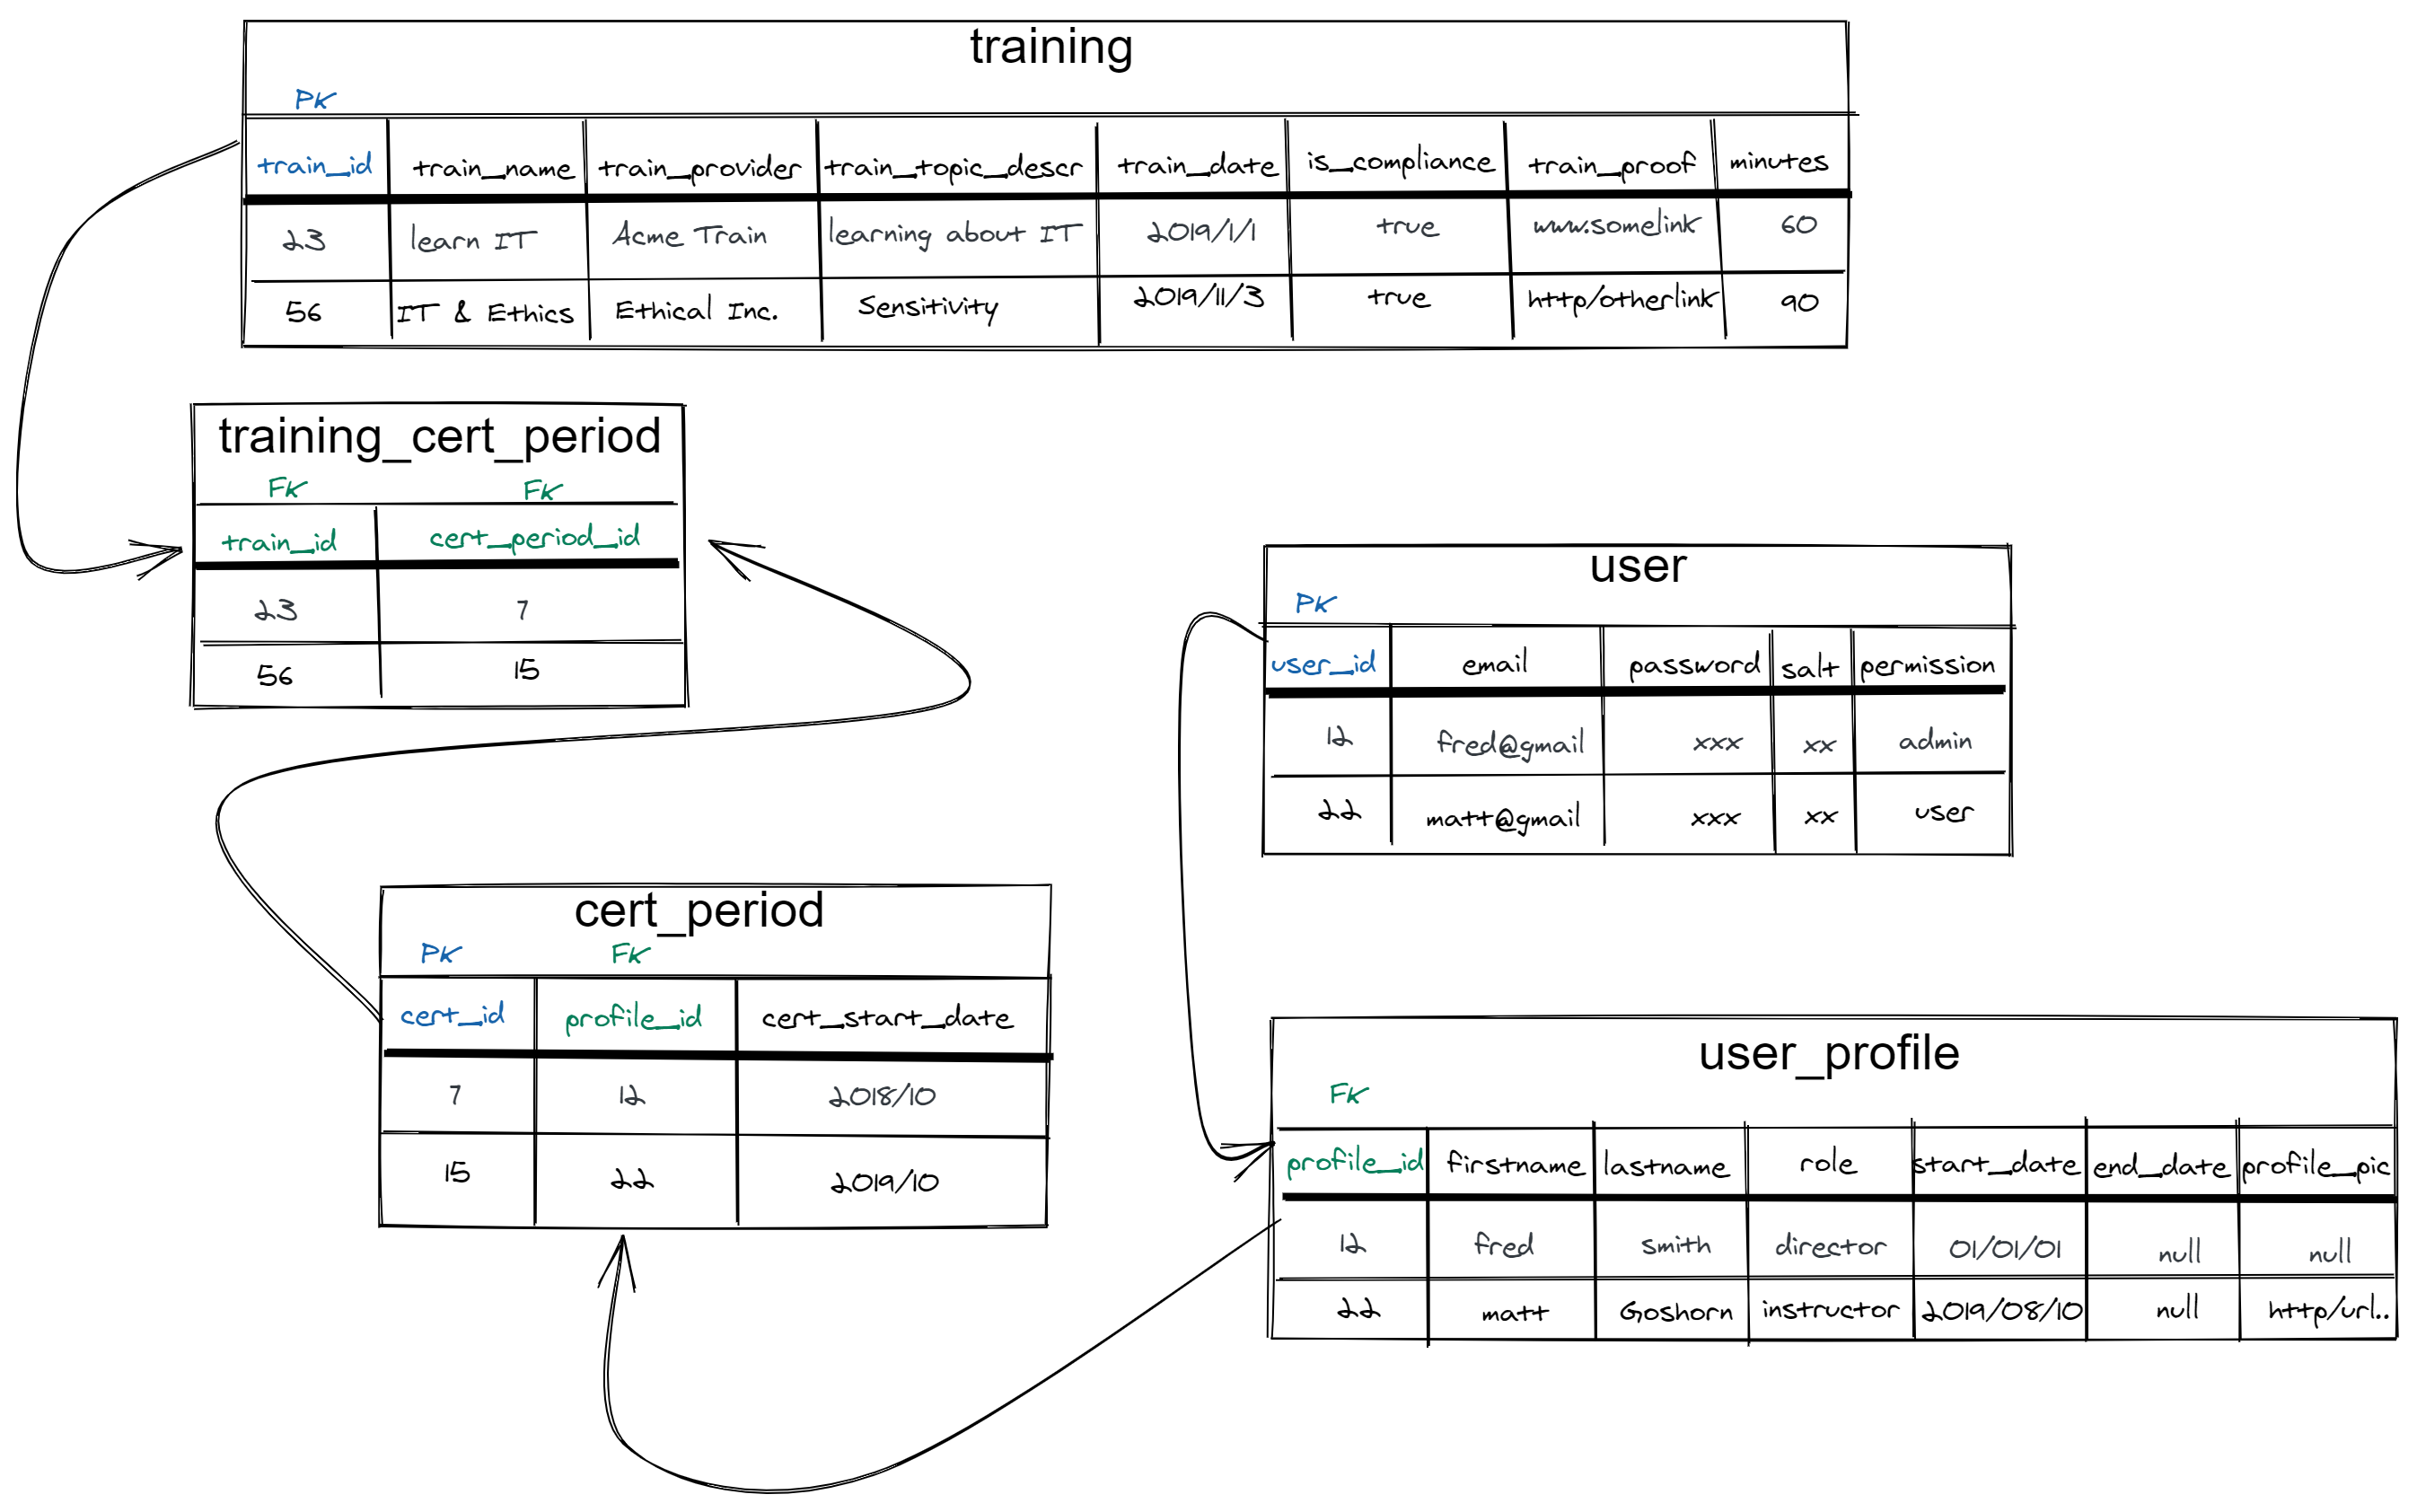 training
PK
train_id train_name train_provider train_topic_descr train_date is_compliance train_proof minutes
23 learn IT Acme Train learning about IT 2019/1/1 true www.somelink 60
56 IT & Ethics Ethical Inc. Sensitivity 2019/11/3 true http/otherlink 90
training_cert_period
FK FK
train_id cert_period_id
23 7
56 15
user
PK
user_id email password salt permission
12 fred@gmail xxx xx admin
22 matt@gmail xxx xx user
cert_period
PK FK
cert_id profile_id cert_start_date
7 12 2018/10
15 22 2019/10
user_profile
FK
profile_id firstname lastname role start_date end_date profile_pic
12 fred smith director 01/01/01 null null
22 matt Goshorn instructor 2019/08/10 null http/url..